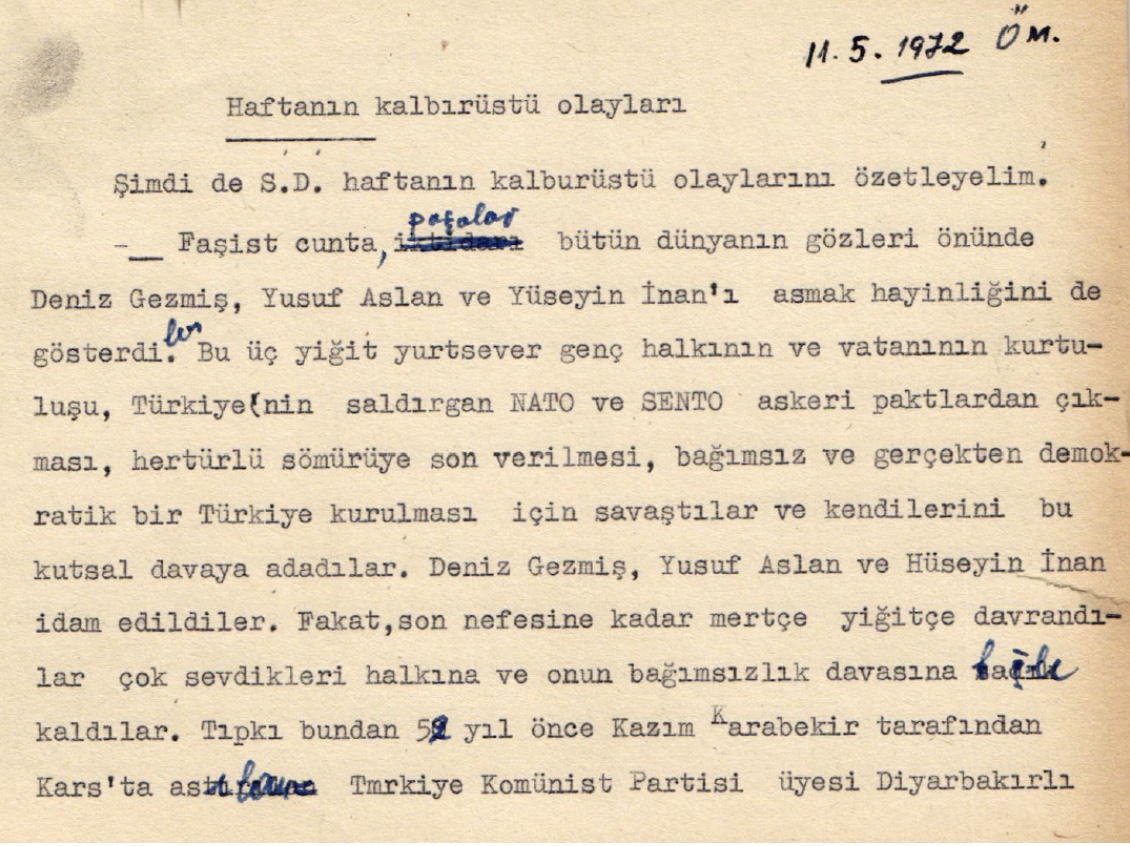 11.5.1972 ÖM.
Haftanın kalbırüstü olayları
Şimdi de S.D. haftanın kalburüstü olaylarını özetleyelim.
paşalar
- Faşist cunta, iktidarı bütün dünyanın gözleri önünde
Deniz Gezmiş, Yusuf Aslan ve Yüseyin İnan'ı asmak hayinliğini de
gösterdi.ler Bu üç yiğit yurtsever genç halkının ve vatanının kurtu-
luşu, Türkiye(nin saldırgan NATO ve SENTO askeri paktlardan çık-
ması, hertürlü sömürüye son verilmesi, bağımsız ve gerçekten demok-
ratik bir Türkiye kurulması için savaştılar ve kendilerini bu
kutsal davaya adadılar. Deniz Gezmiş, Yusuf Aslan ve Hüseyin İnan
idam edildiler. Fakat,son nefesine kadar mertçe yiğitçe davrandı-
lar çok sevdikleri halkına ve onun bağımsızlık davasına
kaldılar. Tıpkı bundan 52 yıl önce Kazım Karabekir tarafından
Kars'ta Tmrkiye Komünist Partisi üyesi Diyarbakırlı